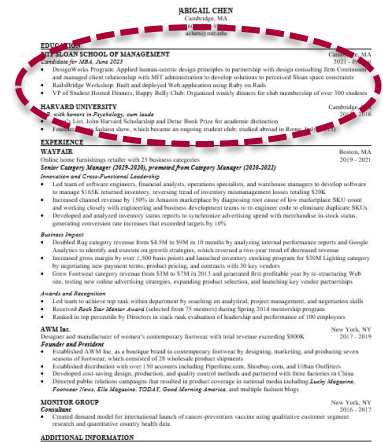 ABIGAIL CHEN
Cambridge, MA
achen@mit.edu
EDUCATION
MIT SLOAN SCHOOL OF MANAGEMENT Cambridge, MA
Candidate for MBA, June 2023 2021 -
• DesignWorks Program: Applied human-centric design principles in partnership with design consulting firm Continuum
and managed client relationship with MIT administration to develop solutions to perceived Sloan space constraints
• RailsBridge Workshop: Built and deployed Web application using Ruby on Rails
• VP of Student Hosted Dinners, Happy Belly Club: Organized weekly dinners for club membership of over 300 students
HARVARD UNIVERSITY Cambridge,
with honors in Psychology, cum laude 2016
List, John Harvard Scholarship and Detur Book Prize for academic distinction
fashion show, which became an ongoing student club; studied abroad in Rome,
EXPERIENCE
WAYFAIR Boston, MA
Online home furnishings retailer with 25 business categories 2019 - 2021
Senior Category Manager (2019-2020), promoted from Category Manager (2020-2021)
Innovation and Cross-Functional Leadership
• Led team of software engineers, financial analysts, operations specialists, and warehouse managers to develop software
to manage $165K returned inventory, reversing trend of inventory mismanagement losses totaling $20K
• Increased channel revenue by 150% in Amazon marketplace by diagnosing root cause of low marketplace SKU count
and working closely with engineering and business development teams to re-engineer code to eliminate duplicate SKUs
• Developed and analyzed inventory status reports to synchronize advertising spend with merchandise in-stock status,
generating conversion rate increases that exceeded targets by 10%
Business Impact
• Doubled Rug category revenue from $4.5M to $9M in 10 months by analyzing internal performance reports and Google
Analytics to identify and execute on growth strategies, which reversed a two-year trend of decreased revenue
• Increased gross margin by over 1,500 basis points and launched inventory stocking program for $30M Lighting category
by negotiating new payment terms, product pricing, and contracts with 30 key vendors
• Grew Footwear category revenue from $3M to $7M in 2013 and generated first profitable year by re-structuring Web
site, testing new online advertising strategies, expanding product selection, and launching key vendor partnerships
Awards and Recognition
• Led team to achieve top rank within department by coaching on analytical, project management, and negotiation skills
• Received Rock Star Mentor Award (selected from 75 mentors) during Spring 2014 mentorship program
• Ranked in top percentile by Directors in stack rank evaluation of leadership and performance of 100 employees
AWM Inc. New York, NY
Designer and manufacturer of women's contemporary footwear with total revenue exceeding $800K 2017 - 2019
Founder and President
• Established AWM Inc. as a boutique brand in contemporary footwear by designing, marketing, and producing seven
seasons of footwear, which consisted of 28 wholesale product shipments
• Established distribution with over 150 accounts including Piperlime.com, Shoebuy.com, and Urban Outfitters
• Developed cost-saving design, production, and quality control methods and partnered with three factories in China
• Directed public relations campaigns that resulted in product coverage in national media including Lucky Magazine,
Footwear News, Elle Magazine, TODAY, Good Morning America, and multiple fashion blogs
MONITOR GROUP New York, NY
Consultant 2016 - 2017
• Created demand model for international launch of cancer-prevention vaccine using qualitative customer segment
research and quantitative country health data
ADDITIONAL INFORMATION